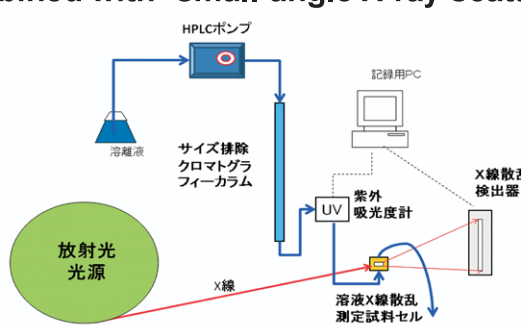 HPLCポンプ
記録用PC
溶離液
サイズ排除
クロマトグラ
フィーカラム
X線散乱
検出器
UV
紫外
吸光度計
放射光
光源
X線
溶液X線散乱
測定試料セル